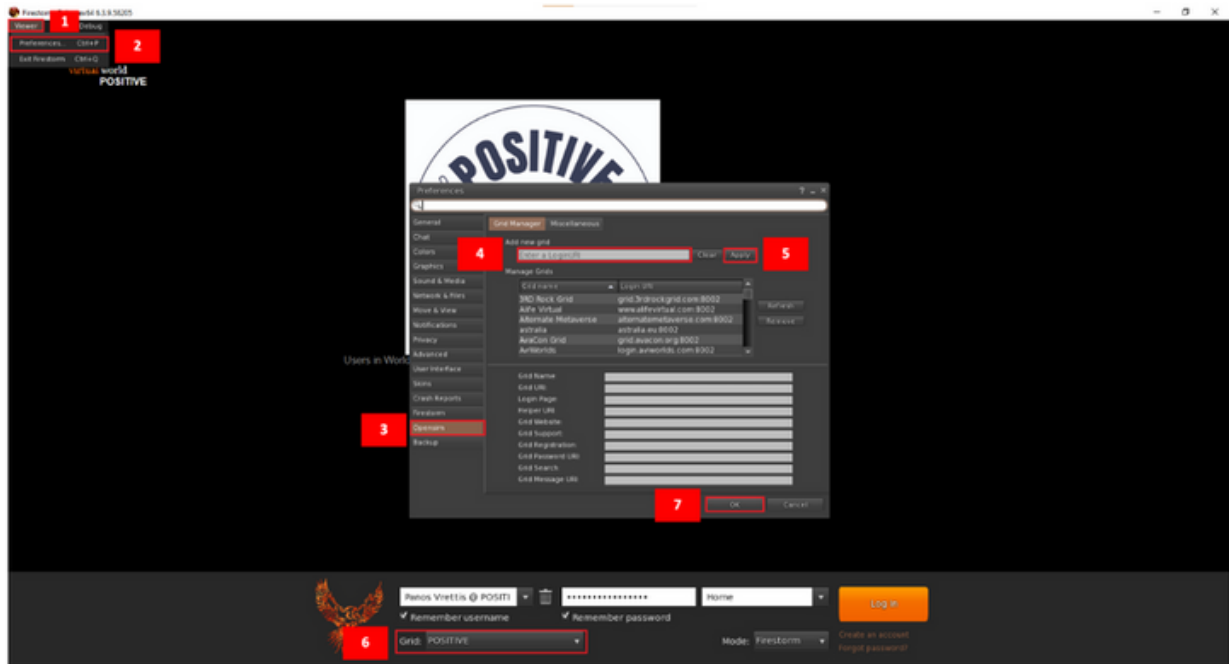 Viewer
1
Debug
Preferences... Ctrl+P
2
Exit Firestorm Ctrl+Q
virtual world
POSITIVE
POSITIVE
Preferences
General
Chat
Colors
Graphics
Sound & Media
Network & Files
Move & View
Notifications
Privacy
Advanced
User Interface
Skins
Crash Reports
Firestorm
3
Opensim
Backup
Grid Manager Miscellaneous
Add new grid
4
Enter a LoginURI
Clear
Apply
5
Manage Grids
Grid name Login URI
3RD Rock Grid grid.3rdrockgrid.com:8002
Alife Virtual www.alifevirtual.com:8002
Alternate Metaverse alternatemetaverse.com:8002
astralia astralia.eu:8002
AvaCon Grid grid.avacon.org:8002
AviWorlds login.aviworlds.com:8002
Refresh
Remove
Grid Name
Grid URI
Login Page
Helper URI
Grid Website
Grid Support
Grid Registration
Grid Password URI
Grid Search
Grid Message URI
7
OK
Cancel
Users in World
Panos Vrettis @ POSITI
Home
Log In
Remember username
Remember password
6
Grid: POSITIVE
Mode: Firestorm
Create an account
Forgot password?